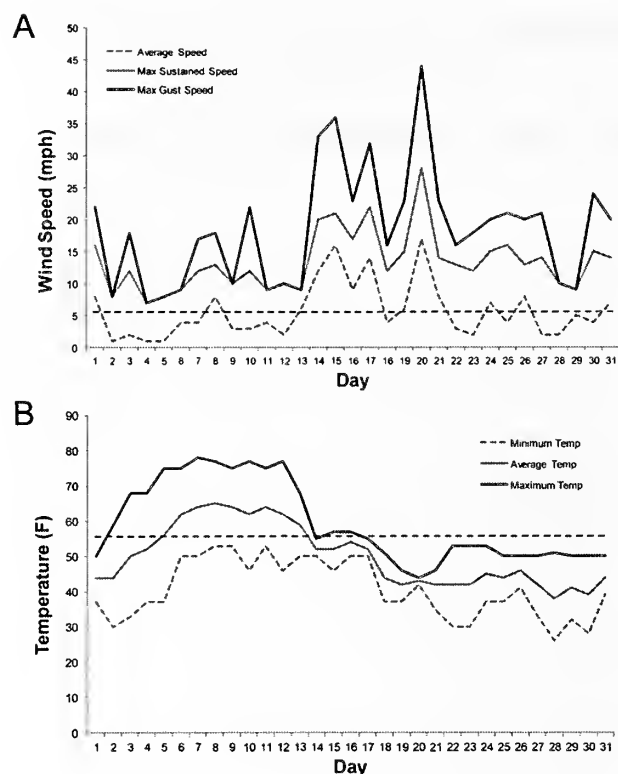 A
50
45
40
35
30
25
20
15
10
5
0
Wind Speed (mph)
Average Speed
Max Sustained Speed
Max Gust Speed
1 2 3 4 5 6 7 8 9 10 11 12 13 14 15 16 17 18 19 20 21 22 23 24 25 26 27 28 29 30 31
Day
B
90
80
70
60
50
40
30
20
10
0
Temperature (F)
Minimum Temp
Average Temp
Maximum Temp
1 2 3 4 5 6 7 8 9 10 11 12 13 14 15 16 17 18 19 20 21 22 23 24 25 26 27 28 29 30 31
Day